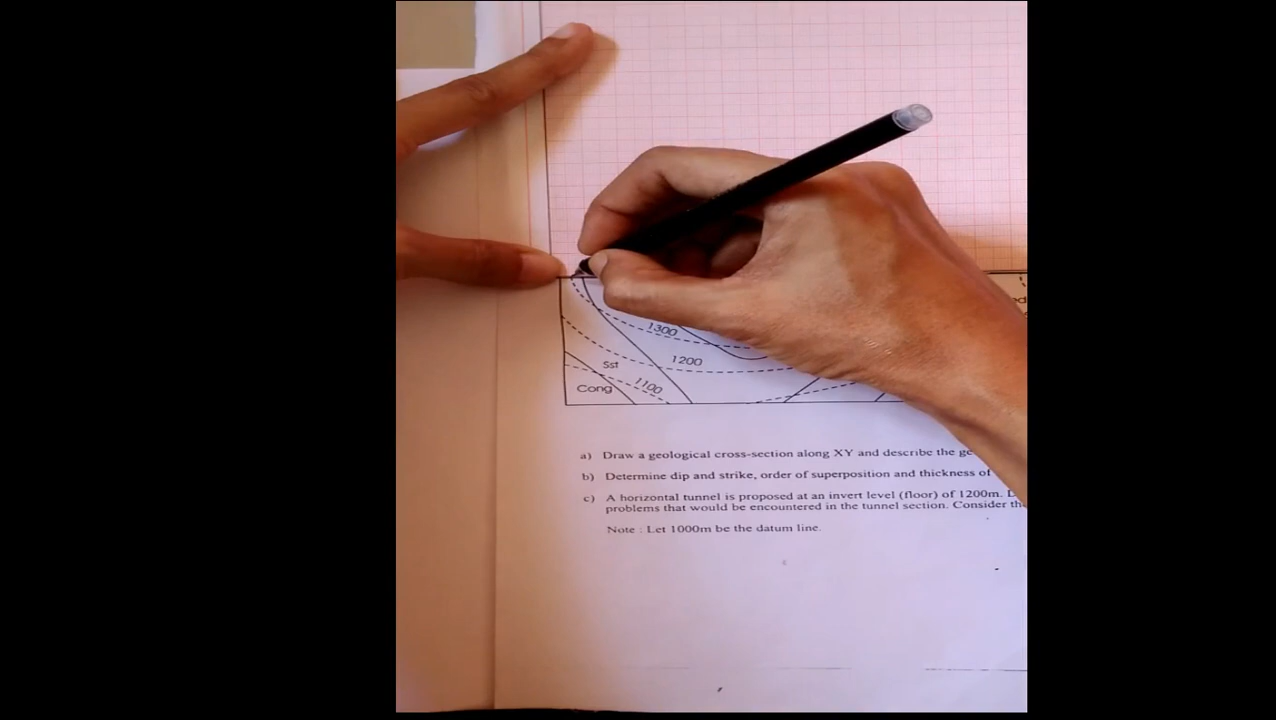 ed
1300
1200
Sst
1100
Cong
a) Draw a geological cross-section along XY and describe the
b) Determine dip and strike, order of superposition and thickness of
c) A horizontal tunnel is proposed at an invert level (floor) of 1200m.
problems that would be encountered in the tunnel section. Consider
Note : Let 1000m be the datum line.